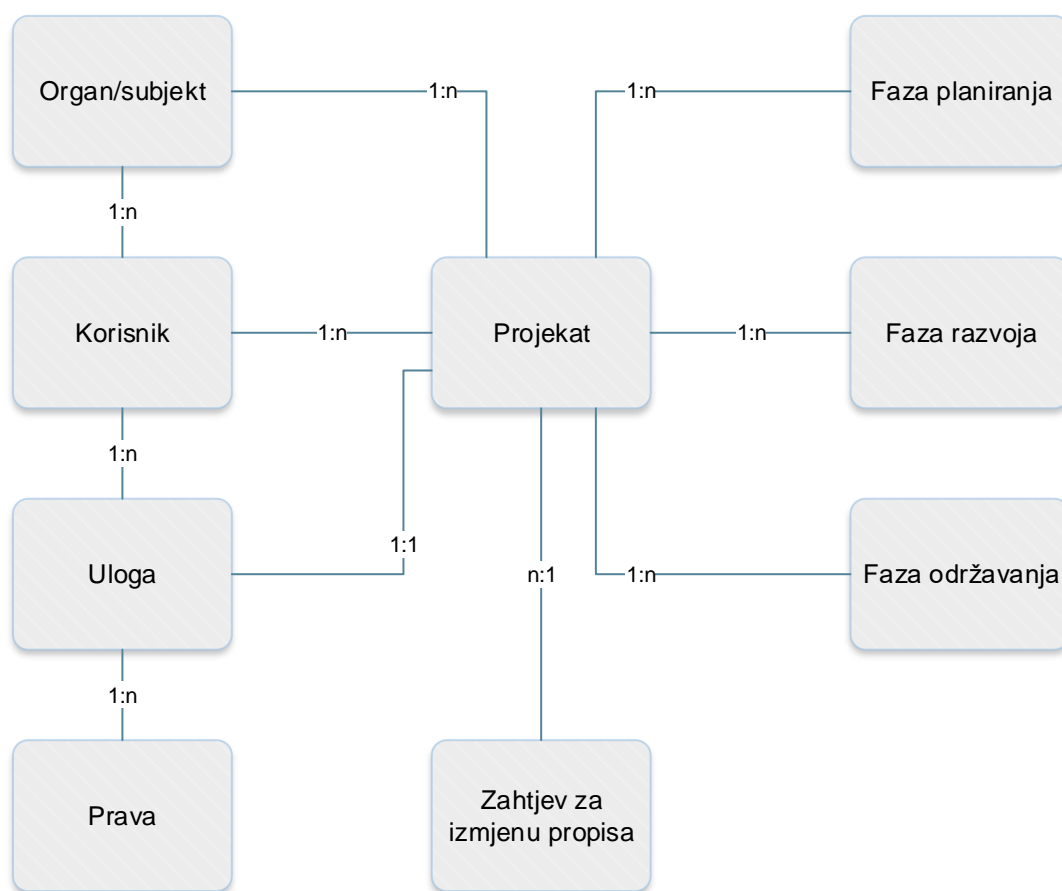 Organ/subjekt
1:n
1:n
Faza planiranja
1:n
Korisnik
1:n
Projekat
1:n
Faza razvoja
1:n
Uloga
1:1
n:1
1:n
Faza održavanja
1:n
Prava
Zahtjev za
izmjenu propisa